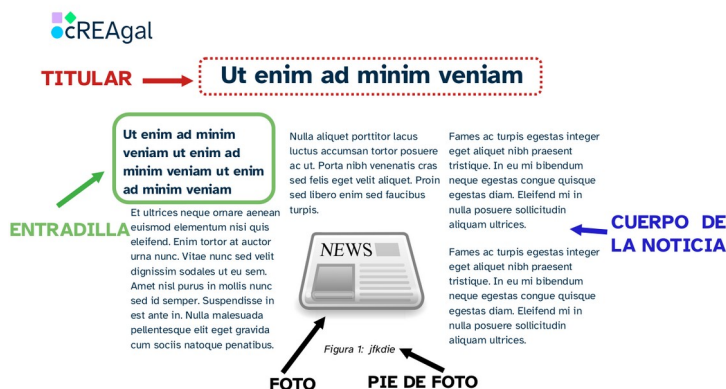 cREAgal
TITULAR
Ut enim ad minim veniam
Ut enim ad minim
veniam ut enim ad
minim veniam ut enim
ad minim veniam
ENTRADILLA
Et ultrices neque ornare aenean
euismod elementum nisi quis
eleifend. Enim tortor at auctor
urna nunc. Vitae nunc sed velit
dignissim sodales ut eu sem.
Amet nisl purus in mollis nunc
sed id semper. Suspendisse in
est ante in. Nulla malesuada
pellentesque elit eget gravida
cum sociis natoque penatibus.
Nulla aliquet porttitor lacus
luctus accumsan tortor posuere
ac ut. Porta nibh venenatis cras
sed felis eget velit aliquet. Proin
sed libero enim sed faucibus
turpis.
NEWS
Figura 1: jfkdie
FOTO
PIE DE FOTO
Fames ac turpis egestas integer
eget aliquet nibh praesent
tristique. In eu mi bibendum
neque egestas congue quisque
egestas diam. Eleifend mi in
nulla posuere sollicitudin
aliquam ultrices.
Fames ac turpis egestas integer
eget aliquet nibh praesent
tristique. In eu mi bibendum
neque egestas congue quisque
egestas diam. Eleifend mi in
nulla posuere sollicitudin
aliquam ultrices.
CUERPO DE
LA NOTICIA